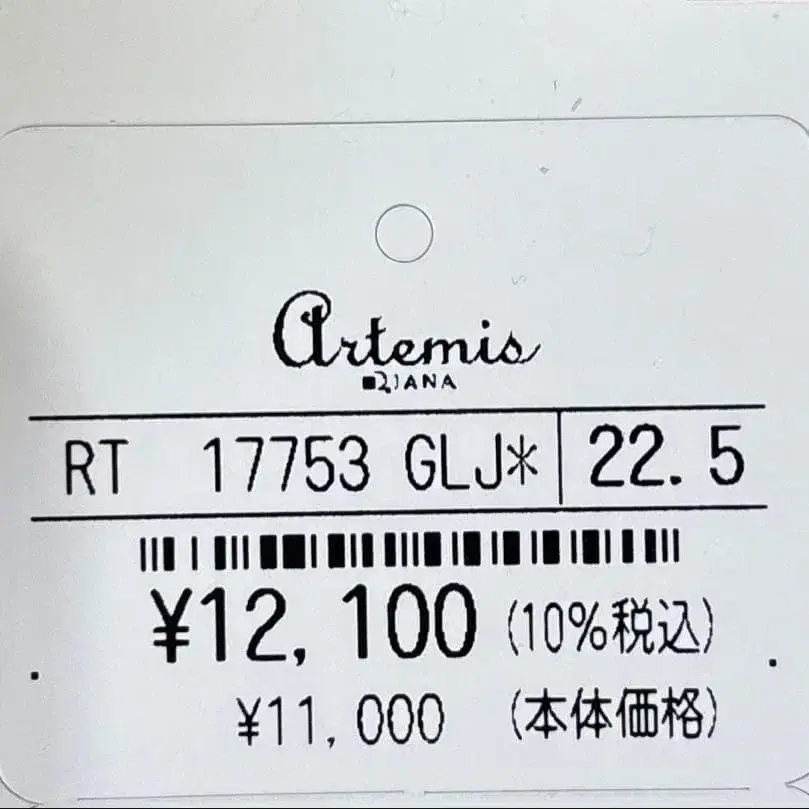 Artemis
DIANA
RT 17753 GLJ* 22.5
¥12,100 (10%税込)
¥11,000 (本体価格)